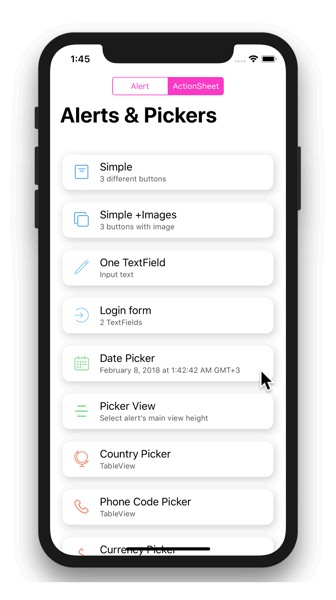 1:45
Alert
ActionSheet
Alerts & Pickers
Simple
3 different buttons
Simple +Images
3 buttons with image
One TextField
Input text
Login form
2 TextFields
Date Picker
February 8, 2018 at 1:42:42 AM GMT+3
Picker View
Select alert's main view height
Country Picker
TableView
Phone Code Picker
TableView
Currency Picker